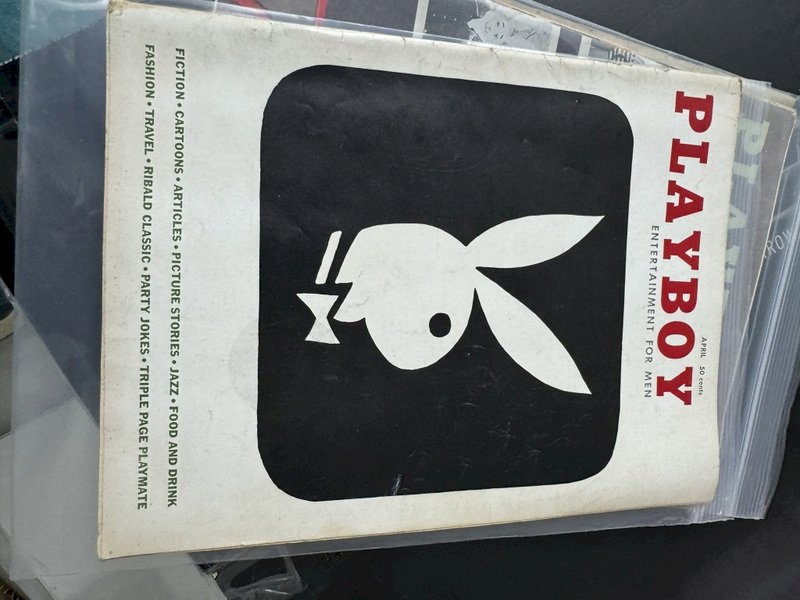 PLAYBOY
APRIL 50 cents
ENTERTAINMENT FOR MEN
FICTION • CARTOONS • ARTICLES • PICTURE STORIES • JAZZ • FOOD AND DRINK
FASHION • TRAVEL • RIBALD CLASSIC • PARTY JOKES • TRIPLE PAGE PLAYMATE